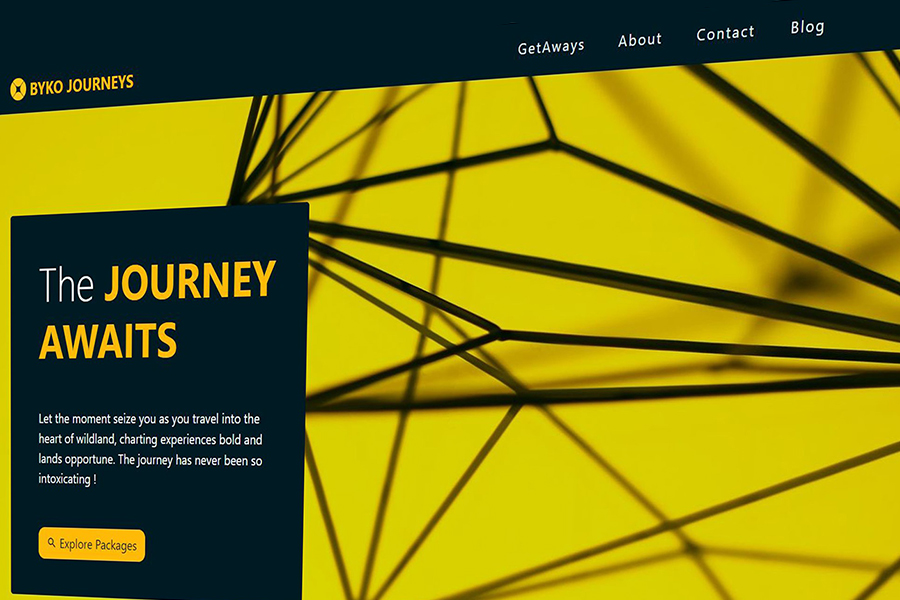 GetAways About Contact Blog
BYKO JOURNEYS
The JOURNEY
AWAITS
Let the moment seize you as you travel into the
heart of wildland, charting experiences bold and
lands opportune. The journey has never been so
intoxicating !
Explore Packages